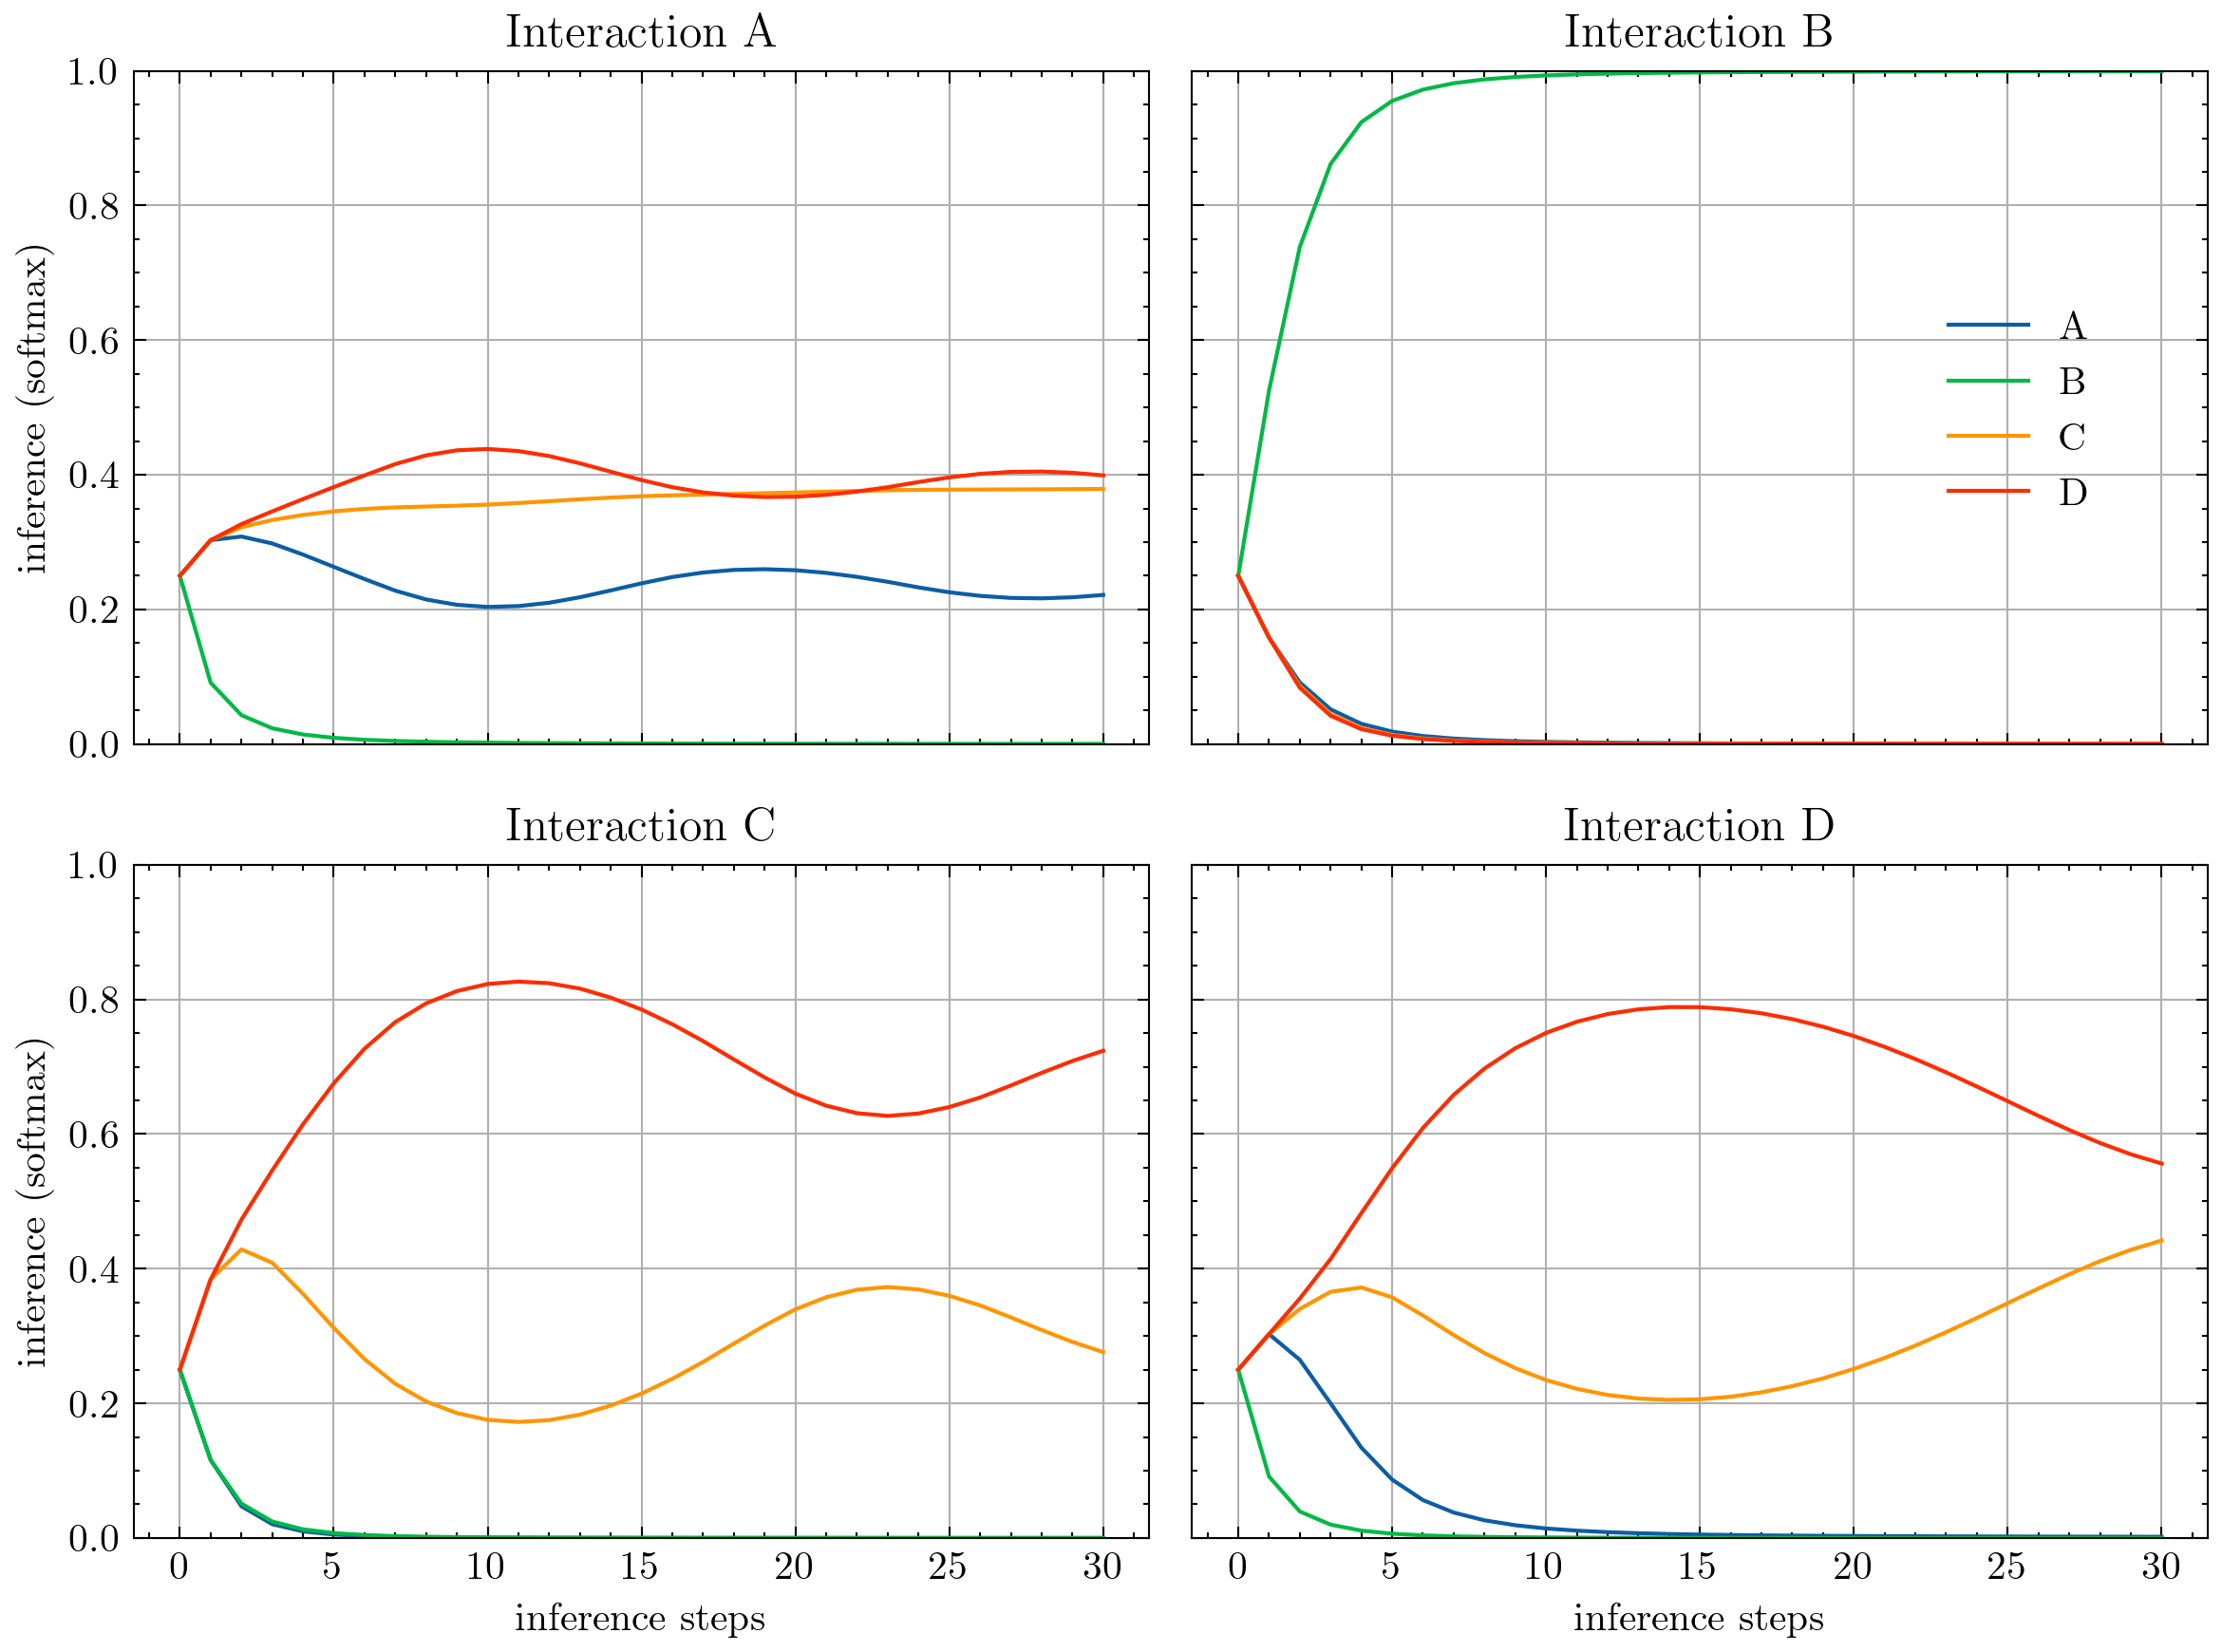 Interaction A
Interaction B
1.0
0.8
0.6
0.4
0.2
0.0
inference (softmax)
A
B
C
D
Interaction C
Interaction D
1.0
0.8
0.6
0.4
0.2
0.0
inference (softmax)
0 5 10 15 20 25 30
0 5 10 15 20 25 30
inference steps
inference steps